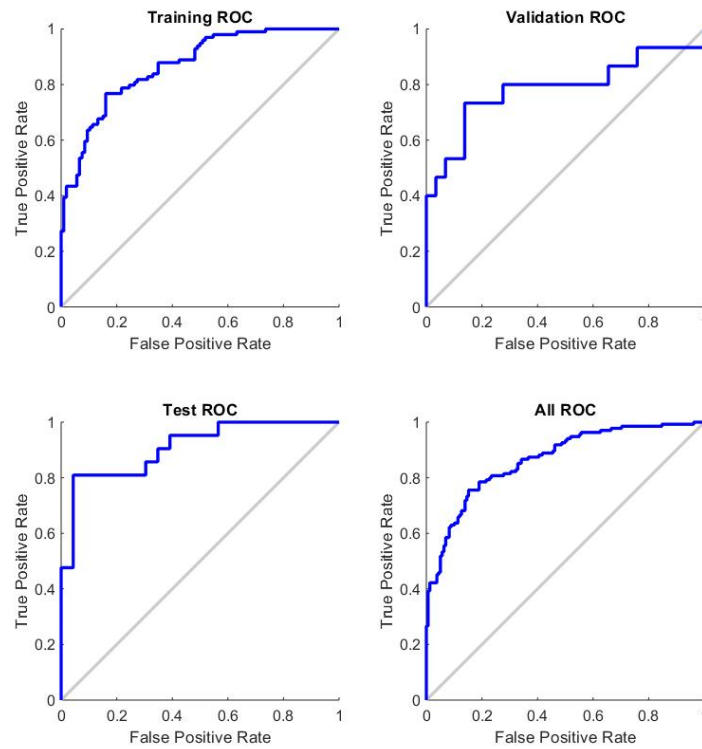 Training ROC
1
0.8
0.6
0.4
0.2
0
True Positive Rate
0 0.2 0.4 0.6 0.8 1
False Positive Rate
Validation ROC
1
0.8
0.6
0.4
0.2
0
True Positive Rate
0 0.2 0.4 0.6 0.8
False Positive Rate
Test ROC
1
0.8
0.6
0.4
0.2
0
True Positive Rate
0 0.2 0.4 0.6 0.8 1
False Positive Rate
All ROC
1
0.8
0.6
0.4
0.2
0
True Positive Rate
0 0.2 0.4 0.6 0.8
False Positive Rate